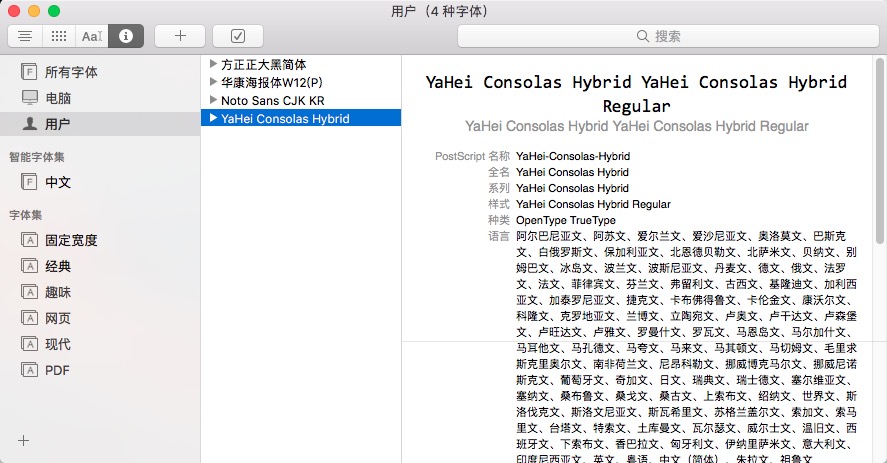 用户（4 种字体）
Aa
搜索
所有字体
电脑
用户
智能字体集
中文
字体集
固定宽度
经典
趣味
网页
现代
PDF
方正正大黑简体
华康海报体W12(P)
Noto Sans CJK KR
YaHei Consolas Hybrid
YaHei Consolas Hybrid YaHei Consolas Hybrid
Regular
YaHei Consolas Hybrid YaHei Consolas Hybrid Regular
PostScript 名称 YaHei-Consolas-Hybrid
全名 YaHei Consolas Hybrid
系列 YaHei Consolas Hybrid
样式 YaHei Consolas Hybrid Regular
种类 OpenType TrueType
语言 阿尔巴尼亚文、阿苏文、爱尔兰文、爱沙尼亚文、奥洛莫文、巴斯克
文、白俄罗斯文、保加利亚文、北恩德贝勒文、北萨米文、贝纳文、别
姆巴文、冰岛文、波兰文、波斯尼亚文、丹麦文、德文、俄文、法罗
文、法文、菲律宾文、芬兰文、弗留利文、古西文、基隆迪文、加利西
亚文、加泰罗尼亚文、捷克文、卡布佛得鲁文、卡伦金文、康沃尔文、
科隆文、克罗地亚文、兰博文、立陶宛文、卢奥文、卢干达文、卢森堡
文、卢旺达文、卢雅文、罗曼什文、罗瓦文、马恩岛文、马尔加什文、
马耳他文、马孔德文、马夸文、马来文、马其顿文、马切姆文、毛里求
斯克里奥尔文、南非荷兰文、尼昂科勒文、挪威博克马尔文、挪威尼诺
斯克文、葡萄牙文、奇加文、日文、瑞典文、瑞士德文、塞尔维亚文、
塞纳文、桑布鲁文、桑戈文、桑古文、上索布文、绍纳文、世界文、斯
洛伐克文、斯洛文尼亚文、斯瓦希里文、苏格兰盖尔文、索加文、索马
里文、台塔文、特索文、土库曼文、瓦尔瑟文、威尔士文、温旧文、西
班牙文、下索布文、香巴拉文、匈牙利文、伊纳里萨米文、意大利文、
印度尼西亚文、英文、粤语、中文（简体）、朱拉文、祖鲁文